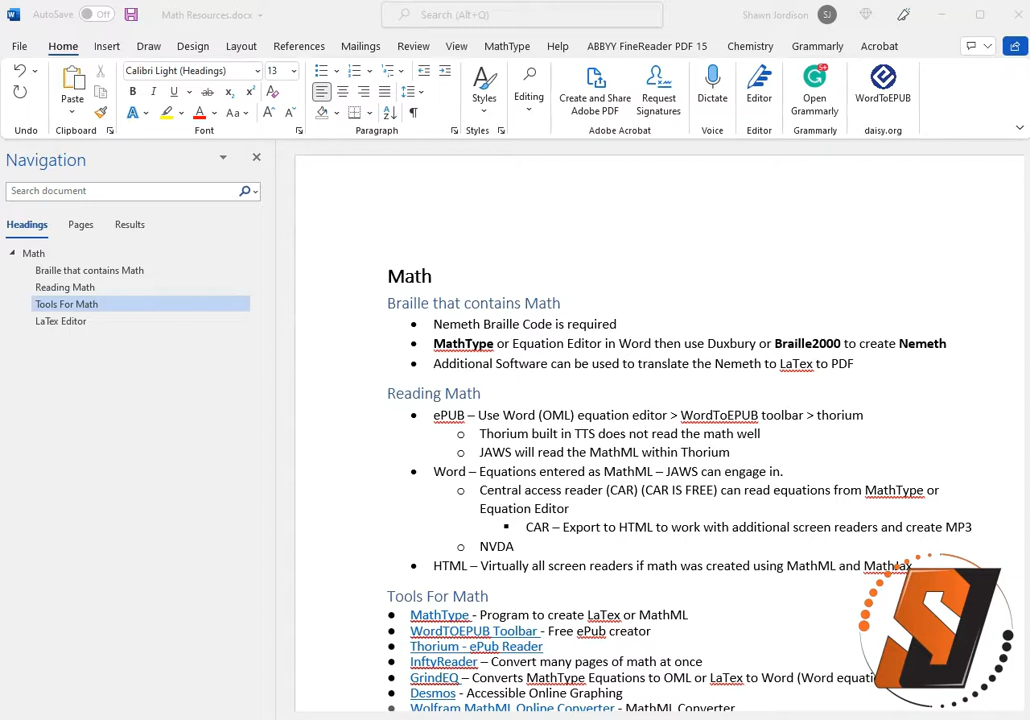 AutoSave Off Math Resources.docx Search (Alt+Q) Shawn Jordison SJ
File Home Insert Draw Design Layout References Mailings Review View MathType Help ABBYY FineReader PDF 15 Chemistry Grammarly Acrobat
Calibri Light (Headings) 13
Paste Styles Editing Create and Share Adobe PDF Request Signatures Dictate Editor Open Grammarly WordToEPUB
Undo Clipboard Font Paragraph Styles Adobe Acrobat Voice Editor Grammarly daisy.org
Navigation
Search document
Headings Pages Results
Math
Braille that contains Math
Reading Math
Tools For Math
LaTex Editor
Math
Braille that contains Math
• Nemeth Braille Code is required
• MathType or Equation Editor in Word then use Duxbury or Braille2000 to create Nemeth
• Additional Software can be used to translate the Nemeth to LaTex to PDF
Reading Math
• ePUB – Use Word (OML) equation editor > WordToEPUB toolbar > thorium
o Thorium built in TTS does not read the math well
o JAWS will read the MathML within Thorium
• Word – Equations entered as MathML – JAWS can engage in.
o Central access reader (CAR) (CAR IS FREE) can read equations from MathType or
Equation Editor
▪ CAR – Export to HTML to work with additional screen readers and create MP3
o NVDA
• HTML – Virtually all screen readers if math was created using MathML and MathJax
Tools For Math
● MathType - Program to create LaTex or MathML
● WordTOEPUB Toolbar - Free ePub creator
● Thorium - ePub Reader
● InftyReader – Convert many pages of math at once
● GrindEQ – Converts MathType Equations to OML or LaTex to Word (Word
● Desmos - Accessible Online Graphing
● Wolfram MathML Online Converter - MathML Converter
SJ